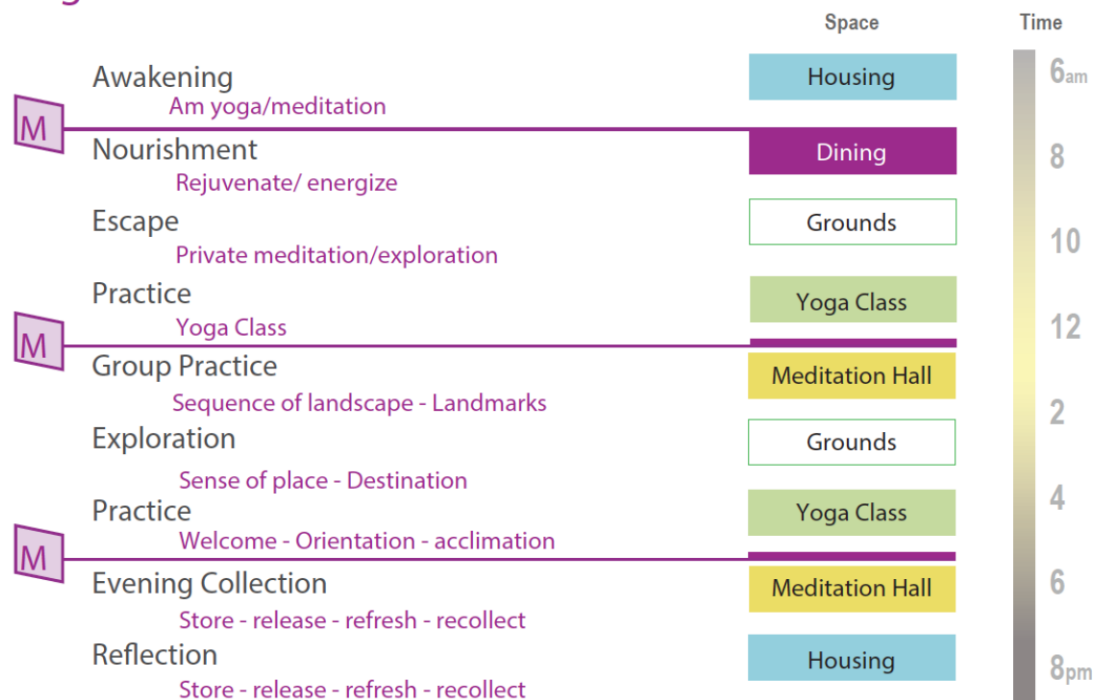 Space Time
Awakening Housing 6am
Am yoga/meditation
M
Nourishment Dining 8
Rejuvenate/ energize
Escape Grounds
Private meditation/exploration 10
Practice Yoga Class
Yoga Class 12
M
Group Practice Meditation Hall
Sequence of landscape - Landmarks 2
Exploration Grounds
Sense of place - Destination 4
Practice Yoga Class
Welcome - Orientation - acclimation
M
Evening Collection Meditation Hall 6
Store - release - refresh - recollect
Reflection Housing 8pm
Store - release - refresh - recollect